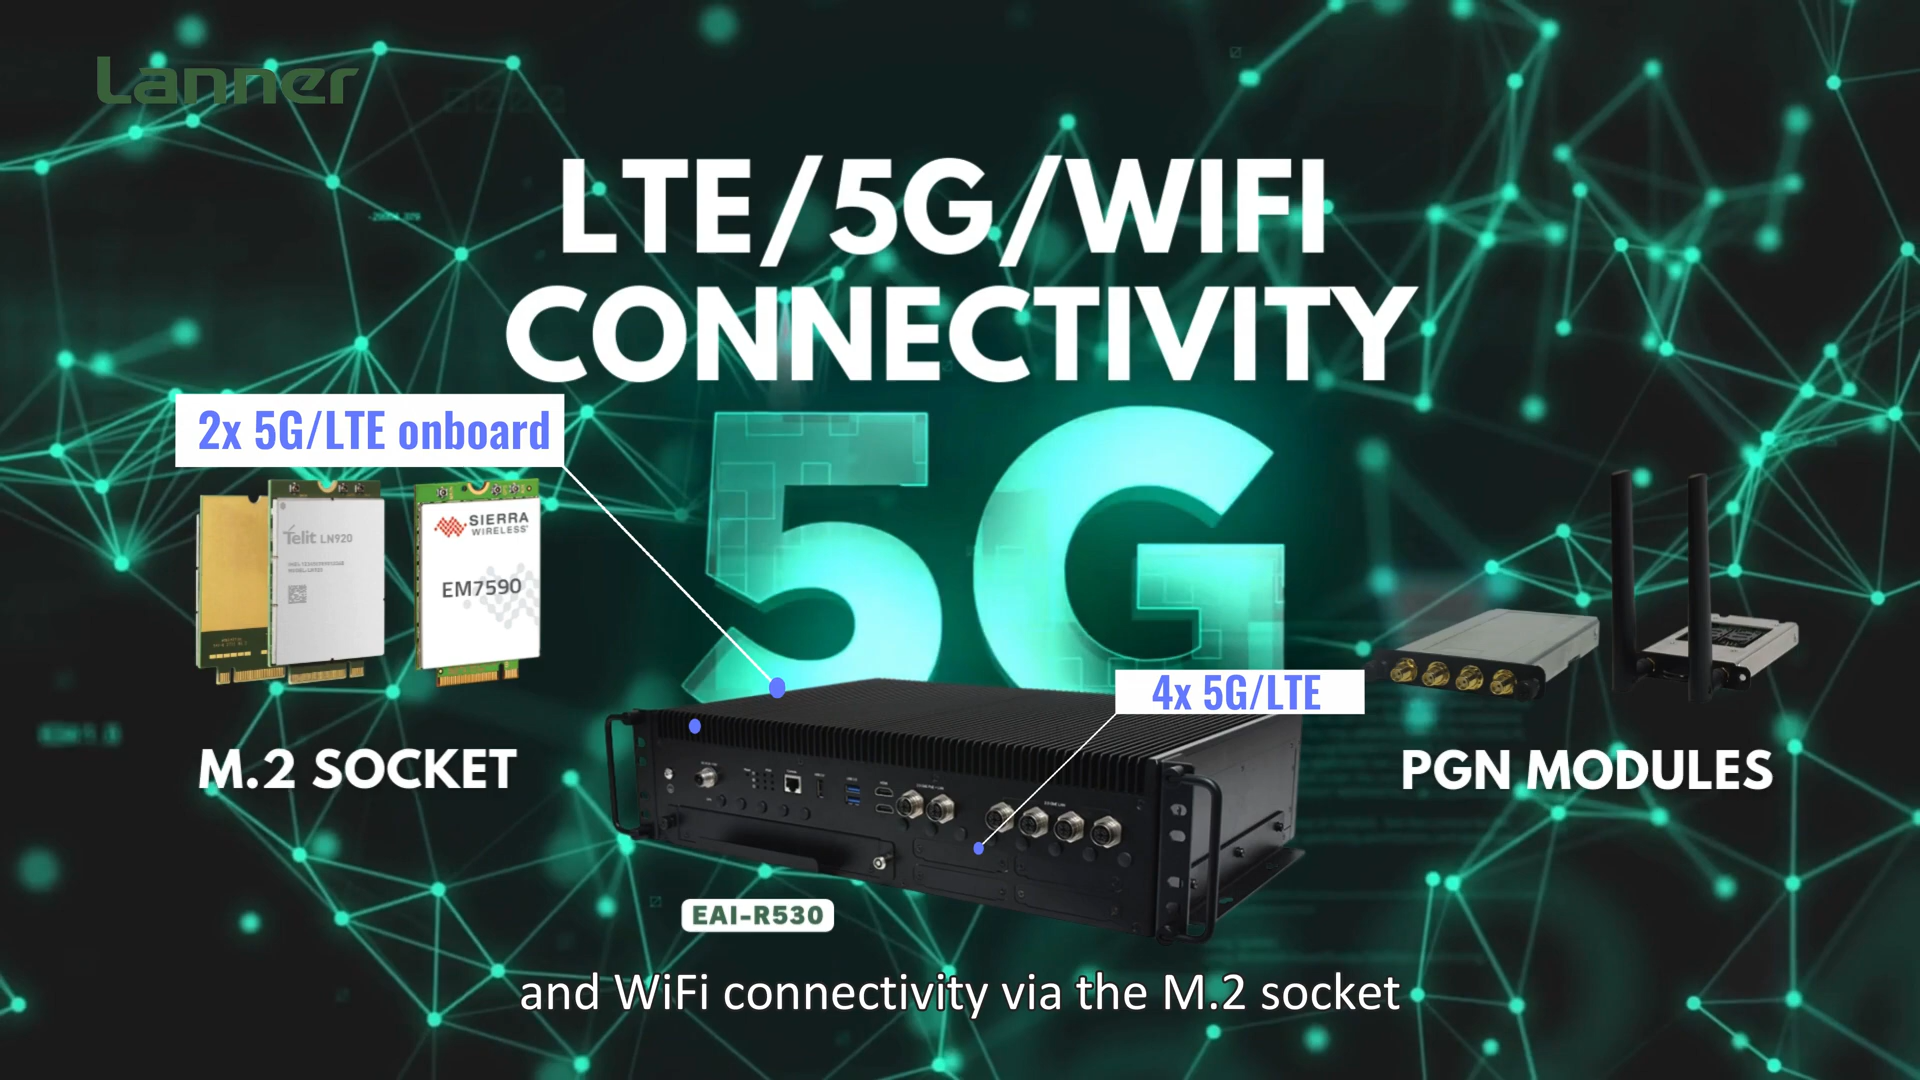 Lanner
LTE/5G/WIFI
CONNECTIVITY
5G
2x 5G/LTE onboard
Telit LN920
SIERRA
WIRELESS
EM7590
4x 5G/LTE
M.2 SOCKET
PGN MODULES
EAI-R530
and WiFi connectivity via the M.2 socket